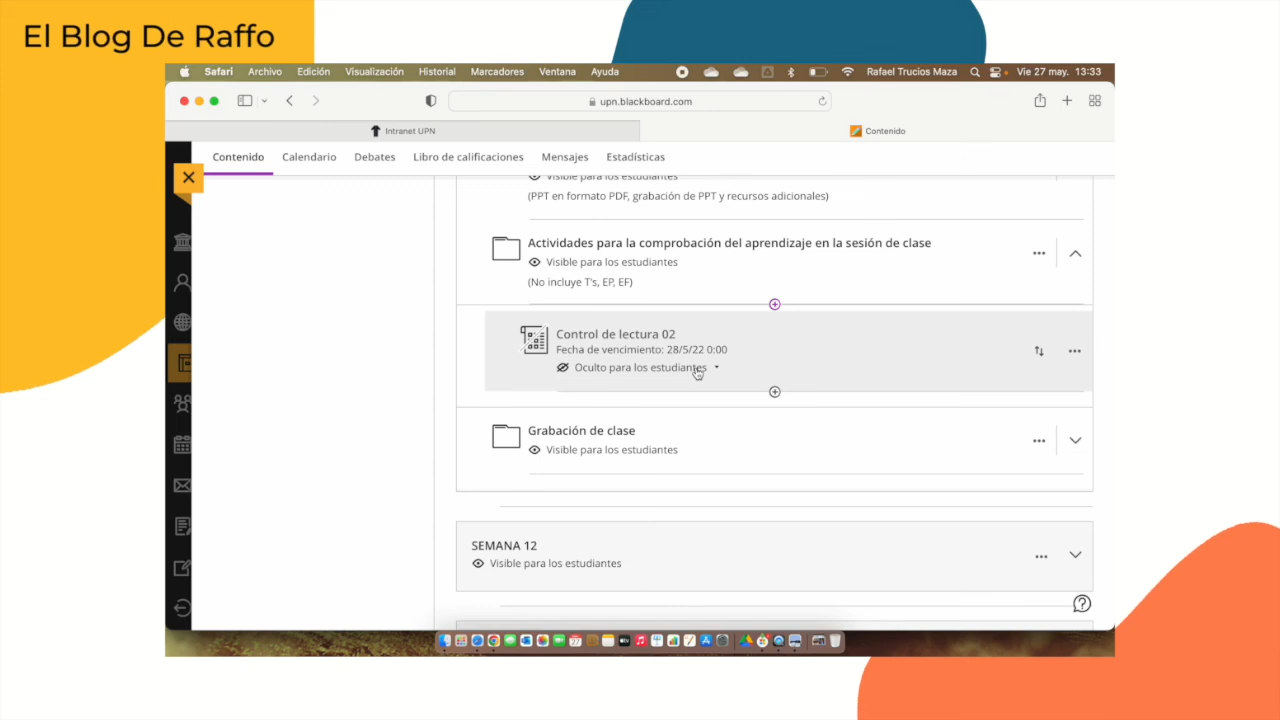 El Blog De Raffo
Safari Archivo Edición Visualización Historial Marcadores Ventana Ayuda Rafael Trucios Maza Vie 27 may. 13:33
upn.blackboard.com
Intranet UPN Contenido
Contenido Calendario Debates Libro de calificaciones Mensajes Estadísticas
Visible para los estudiantes
(PPT en formato PDF, grabación de PPT y recursos adicionales)
Actividades para la comprobación del aprendizaje en la sesión de clase
Visible para los estudiantes
(No incluye T's, EP, EF)
Control de lectura 02
Fecha de vencimiento: 28/5/22 0:00
Oculto para los estudiantes
Grabación de clase
Visible para los estudiantes
SEMANA 12
Visible para los estudiantes